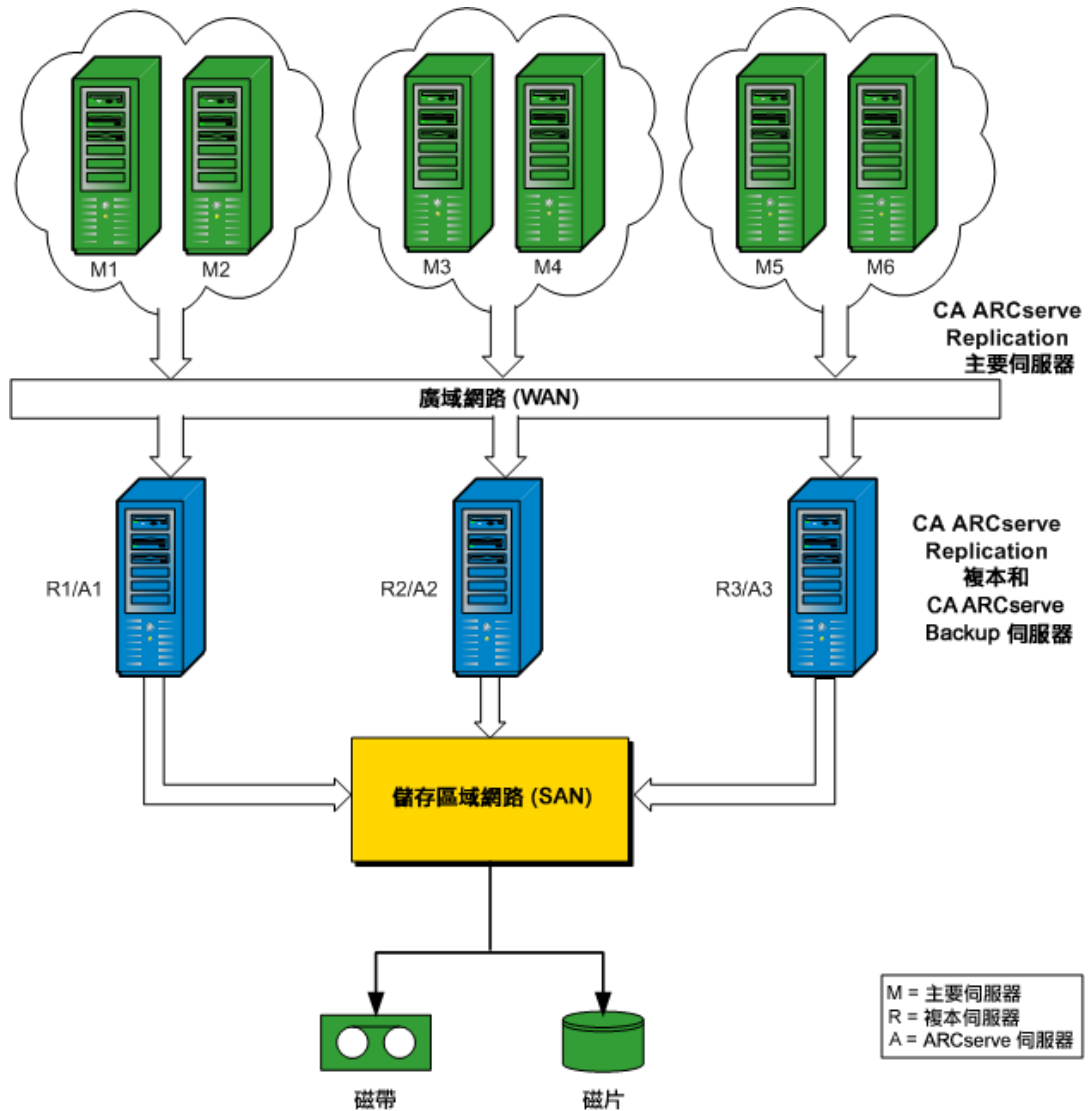 M1
M2
M3
M4
M5
M6
CA ARCserve
Replication
主要伺服器
廣域網路 (WAN)
R1/A1
R2/A2
R3/A3
CA ARCserve
Replication
複本和
CA ARCserve
Backup 伺服器
儲存區域網路 (SAN)
M = 主要伺服器
R = 複本伺服器
A = ARCserve 伺服器
磁帶
磁片